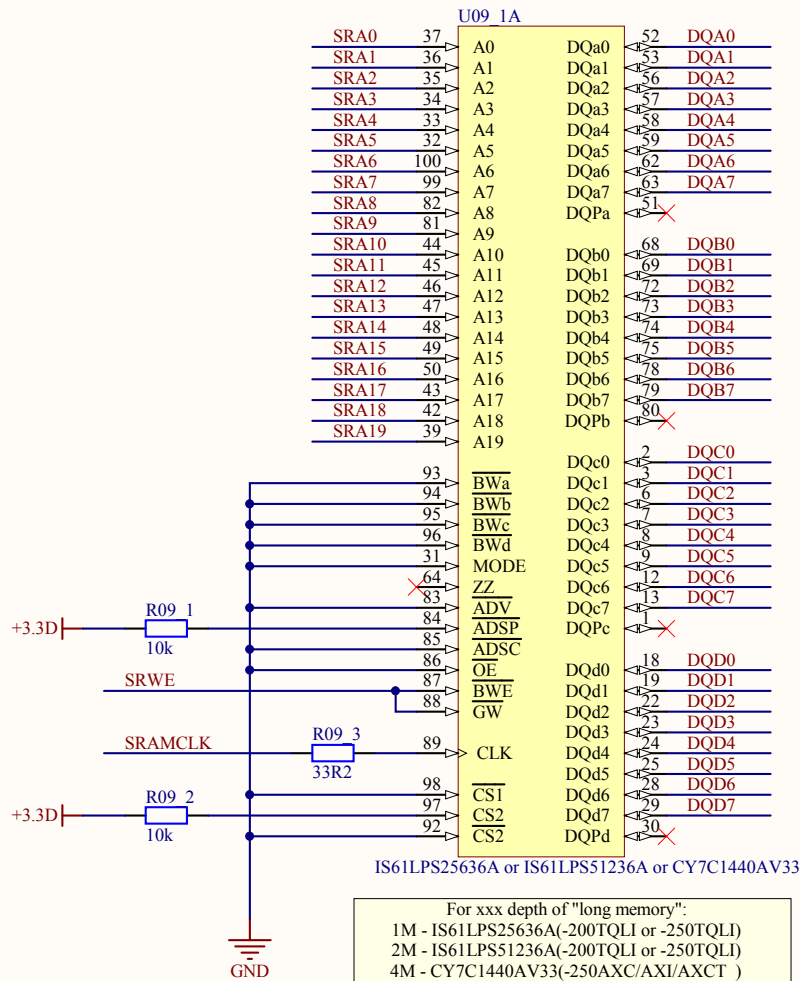 U09_1A
SRA0 37 A0 DQa0 52 DQA0
SRA1 36 A1 DQa1 53 DQA1
SRA2 35 A2 DQa2 56 DQA2
SRA3 34 A3 DQa3 57 DQA3
SRA4 33 A4 DQa4 58 DQA4
SRA5 32 A5 DQa5 59 DQA5
SRA6 100 A6 DQa6 62 DQA6
SRA7 99 A7 DQa7 63 DQA7
SRA8 82 A8 DQPa 51
SRA9 81 A9
SRA10 44 A10 DQb0 68 DQB0
SRA11 45 A11 DQb1 69 DQB1
SRA12 46 A12 DQb2 72 DQB2
SRA13 47 A13 DQb3 73 DQB3
SRA14 48 A14 DQb4 74 DQB4
SRA15 49 A15 DQb5 75 DQB5
SRA16 50 A16 DQb6 78 DQB6
SRA17 43 A17 DQb7 79 DQB7
SRA18 42 A18 DQPb 80
SRA19 39 A19
DQc0 2 DQC0
93 BWa DQc1 3 DQC1
94 BWb DQc2 6 DQC2
95 BWc DQc3 7 DQC3
96 BWd DQc4 8 DQC4
31 MODE DQc5 9 DQC5
64 ZZ DQc6 12 DQC6
83 ADV DQc7 13 DQC7
+3.3D R09_1 10k 84 ADSP DQPc 1
85 ADSC
86 OE DQd0 18 DQD0
SRWE 87 BWE DQd1 19 DQD1
88 GW DQd2 22 DQD2
DQd3 23 DQD3
SRAMCLK R09_3 33R2 89 CLK DQd4 24 DQD4
DQd5 25 DQD5
98 CS1 DQd6 28 DQD6
+3.3D R09_2 10k 97 CS2 DQd7 29 DQD7
92 CS2 DQPd 30
IS61LPS25636A or IS61LPS51236A or CY7C1440AV33
GND
For xxx depth of "long memory":
1M - IS61LPS25636A(-200TQLI or -250TQLI)
2M - IS61LPS51236A(-200TQLI or -250TQLI)
4M - CY7C1440AV33(-250AXC/AXI/AXCT )